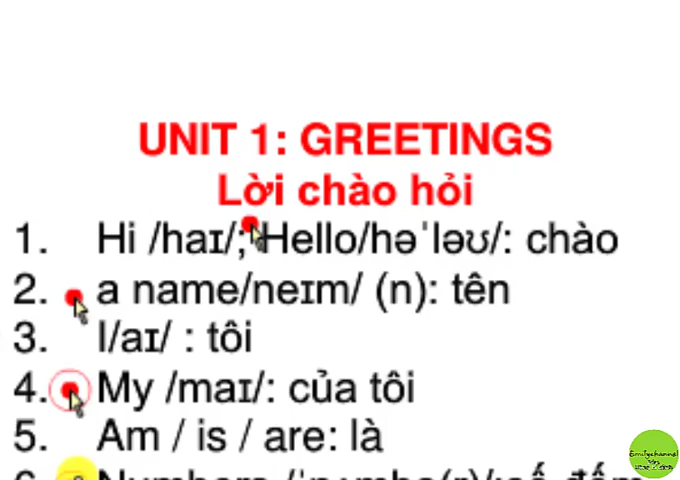 UNIT 1: GREETINGS
Lời chào hỏi
1. Hi /haɪ/; Hello/həˈləʊ/: chào
2. a name/neɪm/ (n): tên
3. I/aɪ/ : tôi
4. My /maɪ/: của tôi
5. Am / is / are: là
Emilychannel